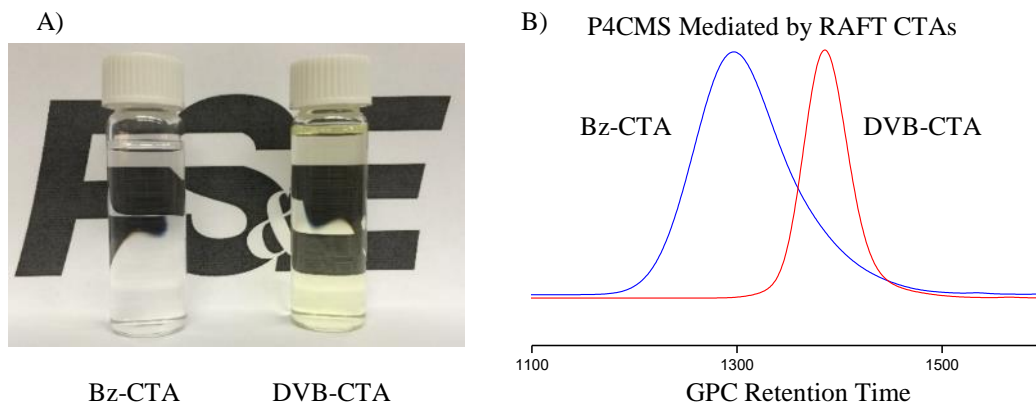 A)
B)
P4CMS Mediated by RAFT CTAs
A&E
Bz-CTA
DVB-CTA
1100
1300
1500
GPC Retention Time
Bz-CTA
DVB-CTA